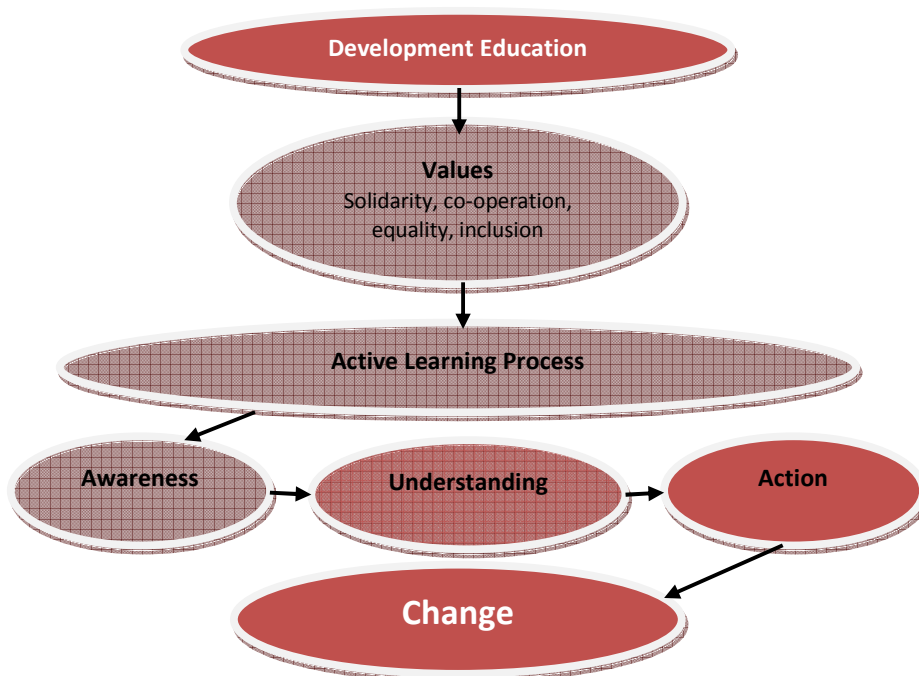 Development Education
Values
Solidarity, co-operation,
equality, inclusion
Active Learning Process
Awareness
Understanding
Action
Change